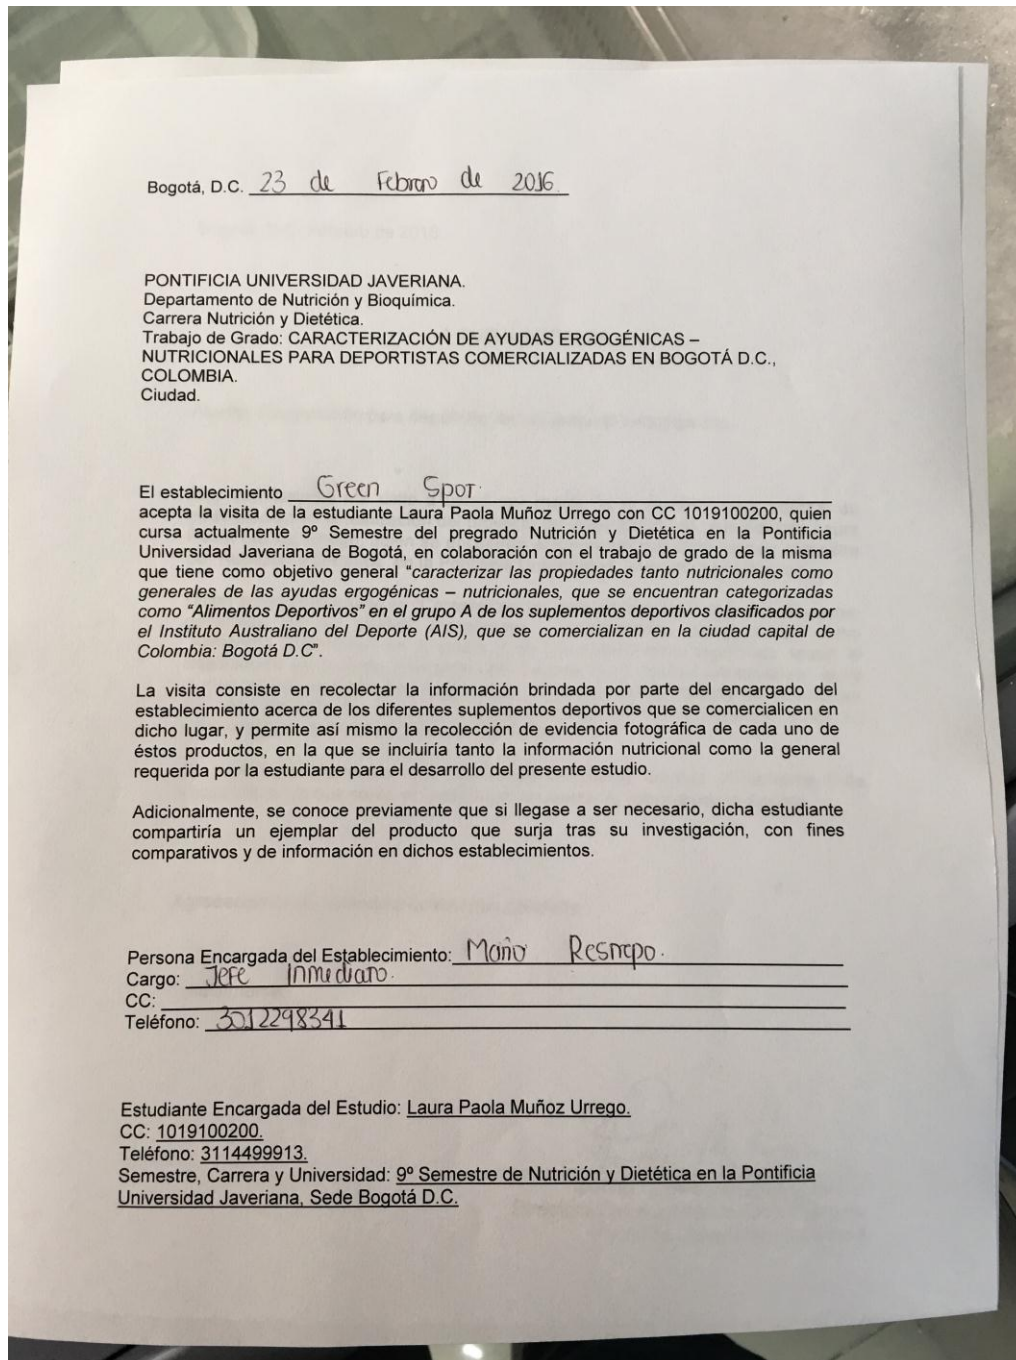 Bogotá, D.C. 23 de Febrero de 2016
PONTIFICIA UNIVERSIDAD JAVERIANA.
Departamento de Nutrición y Bioquímica.
Carrera Nutrición y Dietética.
Trabajo de Grado: CARACTERIZACIÓN DE AYUDAS ERGOGÉNICAS –
NUTRICIONALES PARA DEPORTISTAS COMERCIALIZADAS EN BOGOTÁ D.C.,
COLOMBIA.
Ciudad.
El establecimiento Green Spot.
acepta la visita de la estudiante Laura Paola Muñoz Urrego con CC 1019100200, quien
cursa actualmente 9º Semestre del pregrado Nutrición y Dietética en la Pontificia
Universidad Javeriana de Bogotá, en colaboración con el trabajo de grado de la misma
que tiene como objetivo general "caracterizar las propiedades tanto nutricionales como
generales de las ayudas ergogénicas – nutricionales, que se encuentran categorizadas
como "Alimentos Deportivos" en el grupo A de los suplementos deportivos clasificados por
el Instituto Australiano del Deporte (AIS), que se comercializan en la ciudad capital de
Colombia: Bogotá D.C".
La visita consiste en recolectar la información brindada por parte del encargado del
establecimiento acerca de los diferentes suplementos deportivos que se comercialicen en
dicho lugar, y permite así mismo la recolección de evidencia fotográfica de cada uno de
éstos productos, en la que se incluiría tanto la información nutricional como la general
requerida por la estudiante para el desarrollo del presente estudio.
Adicionalmente, se conoce previamente que si llegase a ser necesario, dicha estudiante
compartiría un ejemplar del producto que surja tras su investigación, con fines
comparativos y de información en dichos establecimientos.
Persona Encargada del Establecimiento: Mario Restrepo.
Cargo: Jefe Inmediato.
CC:
Teléfono: 3012298341
Estudiante Encargada del Estudio: Laura Paola Muñoz Urrego.
CC: 1019100200.
Teléfono: 3114499913.
Semestre, Carrera y Universidad: 9º Semestre de Nutrición y Dietética en la Pontificia
Universidad Javeriana, Sede Bogotá D.C.